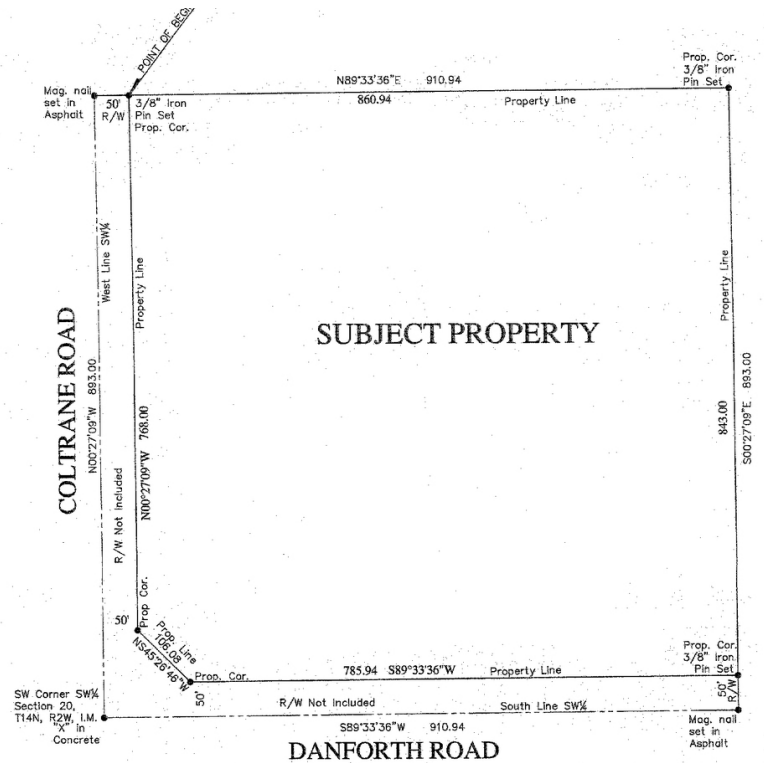 POINT OF BEGI
Mag. nail
set in
Asphalt
50'
R/W
3/8" Iron
Pin Set
Prop. Cor.
N89°33'36"E 910.94
860.94
Property Line
Prop. Cor.
3/8" Iron
Pin Set
West Line SW¼
Property Line
Property Line
SUBJECT PROPERTY
COLTRANE ROAD
N00°27'09"W 893.00
N00°27'09"W 768.00
843.00
S00°27'09"E 893.00
R/W Not Included
Prop Cor.
50'
Prop. Line
106.08
NS45°26'46"W
Prop. Cor.
50'
785.94 S89°33'36"W
Property Line
Prop. Cor.
3/8" Iron
Pin Set
50'
R/W
SW Corner SW¼
Section 20,
T14N, R2W, I.M.
"X" in
Concrete
R/W Not Included
South Line SW¼
S89°33'36"W 910.94
Mag. nail
set in
Asphalt
DANFORTH ROAD